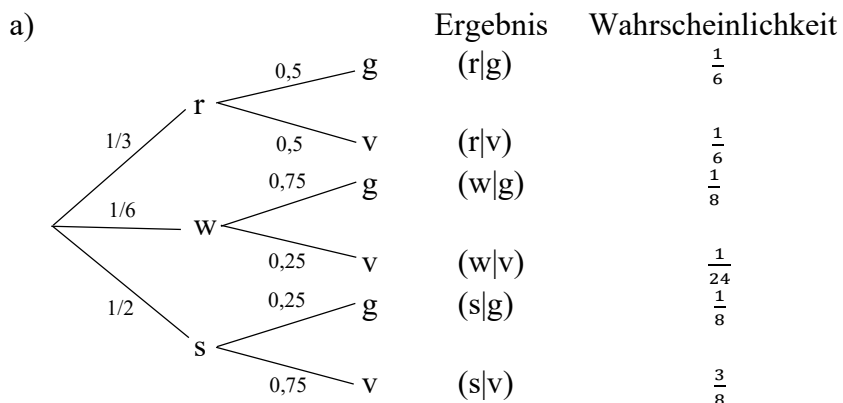 a) Ergebnis Wahrscheinlichkeit
0,5 g (r|g) 1/6
r
1/3 0,5 v (r|v) 1/6
0,75 g (w|g) 1/8
1/6 w
0,25 v (w|v) 1/24
1/2 0,25 g (s|g) 1/8
s
0,75 v (s|v) 3/8